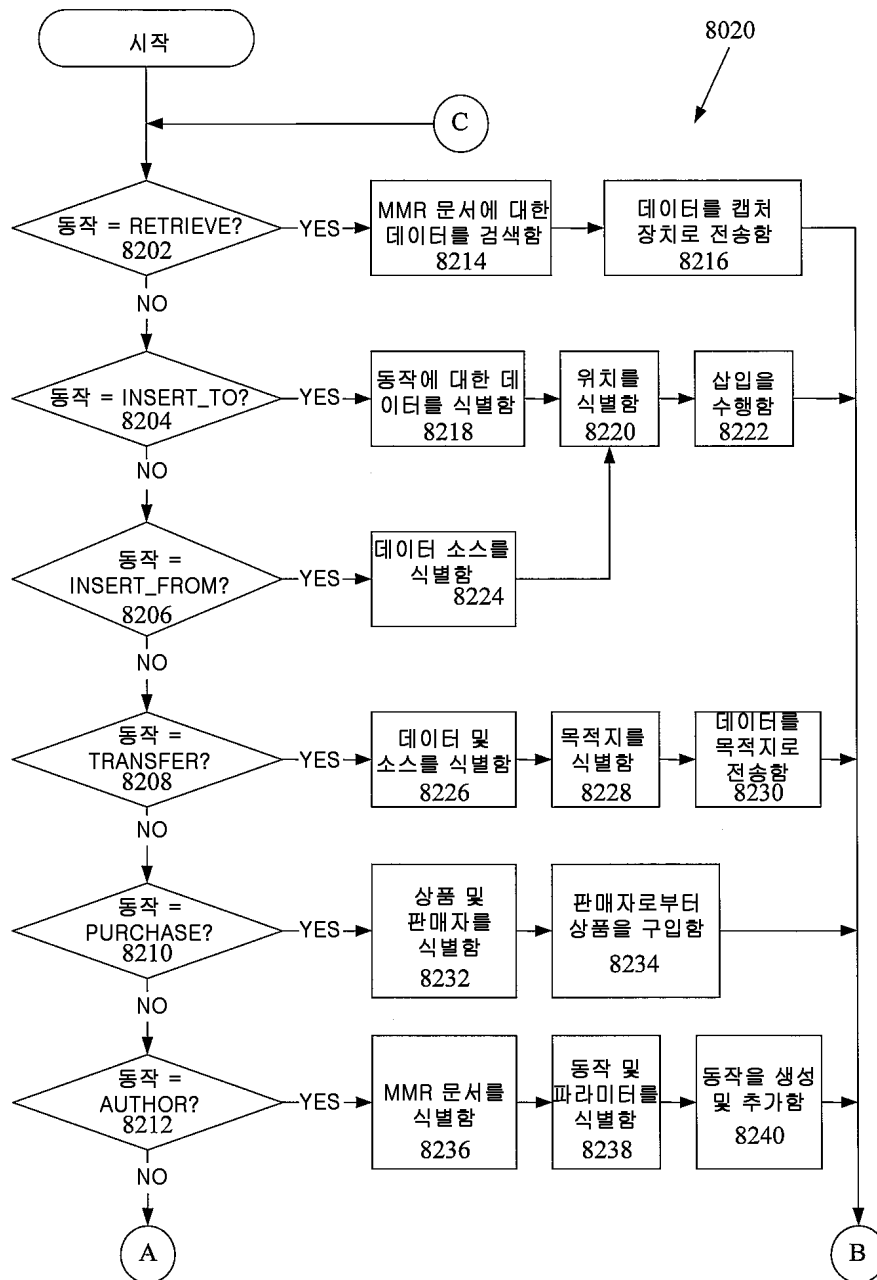 시작
8020
C
동작 = RETRIEVE?
8202
YES
MMR 문서에 대한
데이터를 검색함
8214
데이터를 캡처
장치로 전송함
8216
NO
동작 = INSERT_TO?
8204
YES
동작에 대한 데
이터를 식별함
8218
위치를
식별함
8220
삽입을
수행함
8222
NO
동작 =
INSERT_FROM?
8206
YES
데이터 소스를
식별함
8224
NO
동작 =
TRANSFER?
8208
YES
데이터 및
소스를 식별함
8226
목적지를
식별함
8228
데이터를
목적지로
전송함
8230
NO
동작 =
PURCHASE?
8210
YES
상품 및
판매자를
식별함
8232
판매자로부터
상품을 구입함
8234
NO
동작 =
AUTHOR?
8212
YES
MMR 문서를
식별함
8236
동작 및
파라미터를
식별함
8238
동작을 생성
및 추가함
8240
NO
A
B